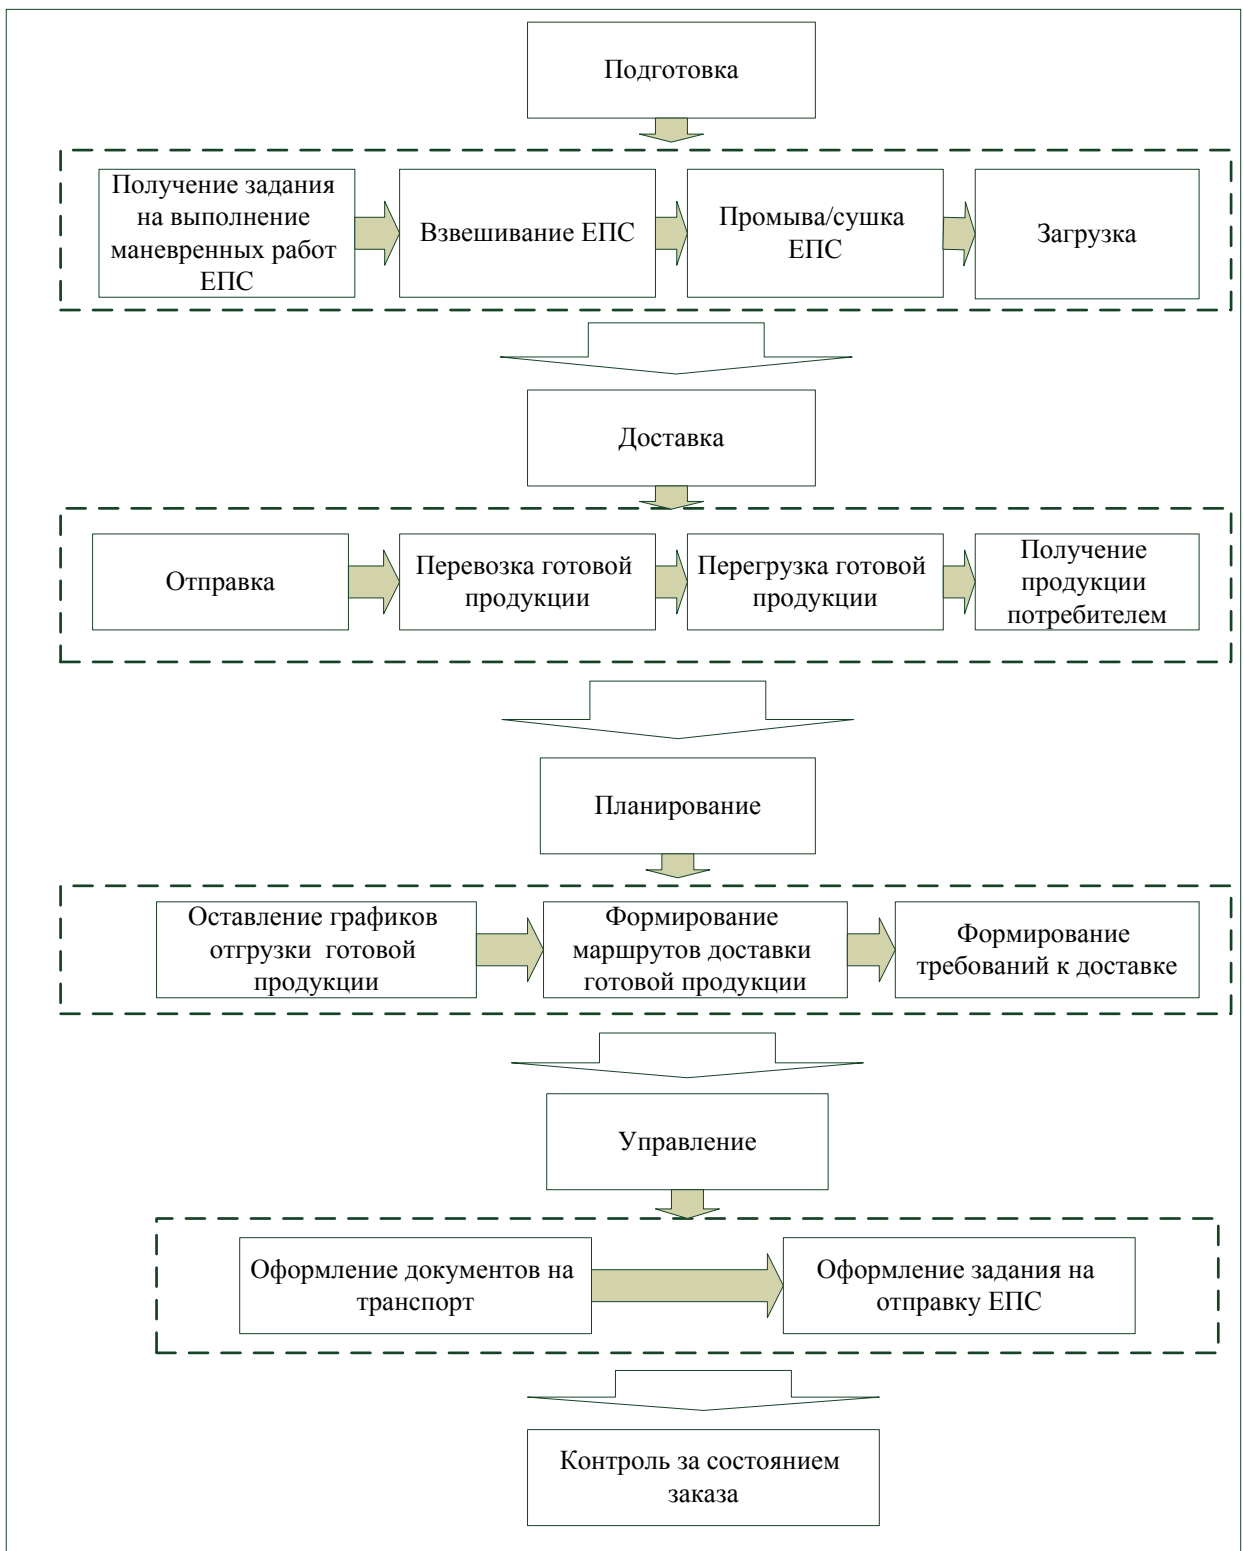 Подготовка
Получение задания
на выполнение
маневренных работ
ЕПС
Взвешивание ЕПС
Промыва/сушка
ЕПС
Загрузка
Доставка
Отправка
Перевозка готовой
продукции
Перегрузка готовой
продукции
Получение
продукции
потребителем
Планирование
Оставление графиков
отгрузки готовой
продукции
Формирование
маршрутов доставки
готовой продукции
Формирование
требований к доставке
Управление
Оформление документов на
транспорт
Оформление задания на
отправку ЕПС
Контроль за состоянием
заказа